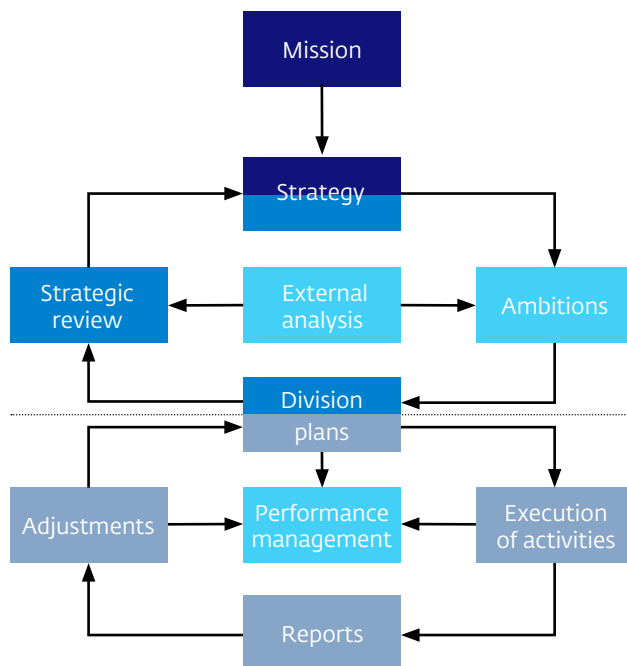 Mission
Strategy
Strategic
review
External
analysis
Ambitions
Division
plans
Adjustments
Performance
management
Execution
of activities
Reports